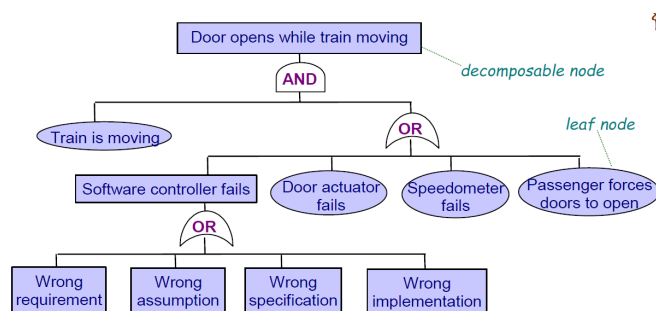 Door opens while train moving
decomposable node
AND
leaf node
Train is moving
OR
Software controller fails
Door actuator
fails
Speedometer
fails
Passenger forces
doors to open
OR
Wrong
requirement
Wrong
assumption
Wrong
specification
Wrong
implementation